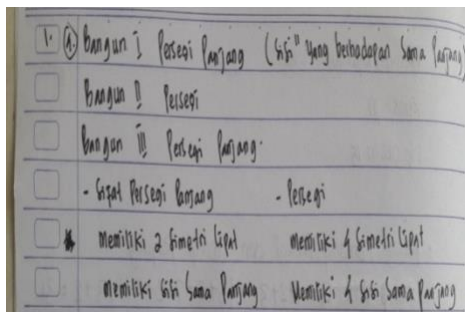 1. A. Bangun I Persegi Panjang (Sisi" yang berhadapan Sama Panjang)
Bangun II Persegi
Bangun III Persegi Panjang.
- Sifat Persegi Panjang - Persegi
memiliki 2 Simetri Lipat memiliki 4 Simetri Lipat
memiliki Sisi Sama Panjang Memiliki 4 Sisi Sama Panjang